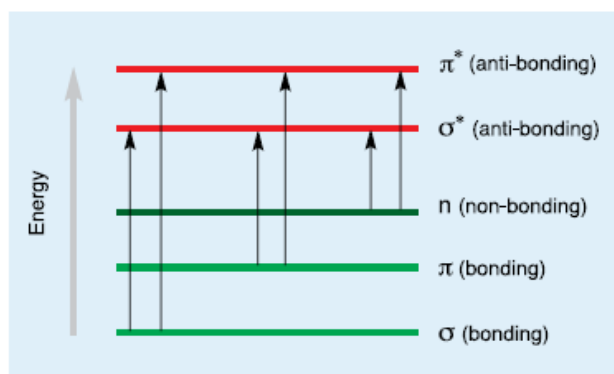 π* (anti-bonding)
σ* (anti-bonding)
n (non-bonding)
π (bonding)
σ (bonding)
Energy